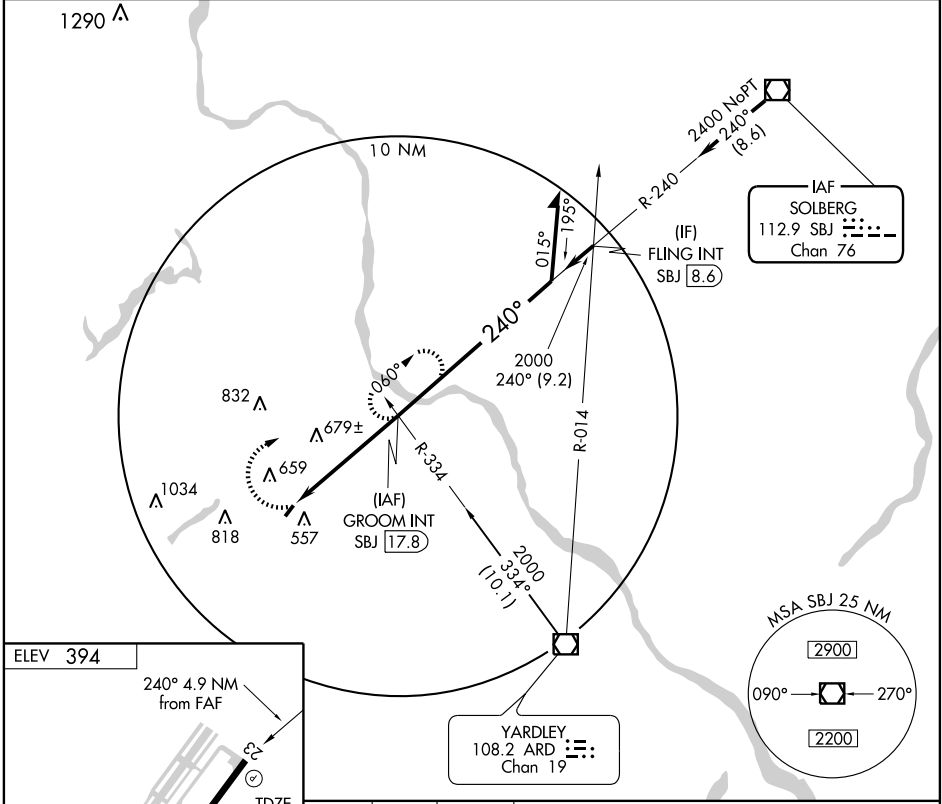 1290
10 NM
2400 NoPT
240°
(8.6)
R-240
IAF
SOLBERG
112.9 SBJ
Chan 76
(IF)
FLING INT
SBJ 8.6
015°
195°
240°
2000
240° (9.2)
060°
R-014
832
679±
659
1034
818
557
R-334
(IAF)
GROOM INT
SBJ 17.8
2000
334°
(10.1)
MSA SBJ 25 NM
2900
090°
270°
2200
YARDLEY
108.2 ARD
Chan 19
ELEV 394
240° 4.9 NM
from FAF
23
TDZE